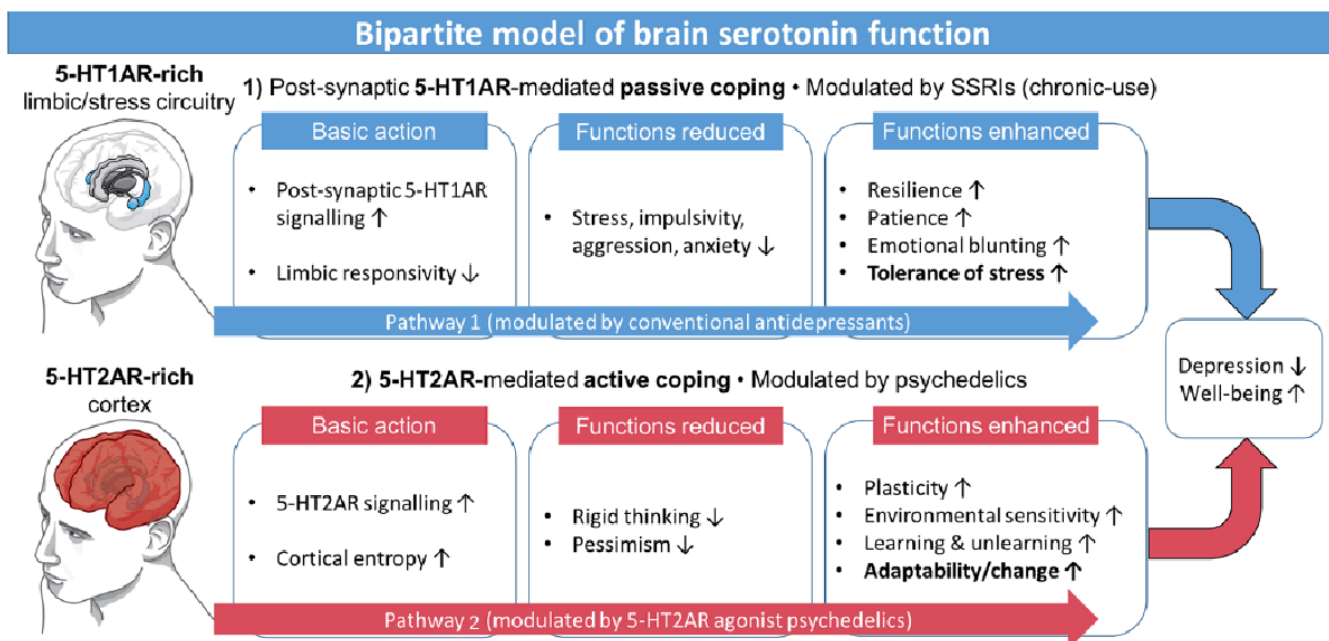 Bipartite model of brain serotonin function
5-HT1AR-rich
limbic/stress circuitry
1) Post-synaptic 5-HT1AR-mediated passive coping • Modulated by SSRIs (chronic-use)
Basic action
• Post-synaptic 5-HT1AR
signalling ↑
• Limbic responsivity ↓
Functions reduced
• Stress, impulsivity,
aggression, anxiety ↓
Functions enhanced
• Resilience ↑
• Patience ↑
• Emotional blunting ↑
• Tolerance of stress ↑
Pathway 1 (modulated by conventional antidepressants)
5-HT2AR-rich
cortex
2) 5-HT2AR-mediated active coping • Modulated by psychedelics
Basic action
• 5-HT2AR signalling ↑
• Cortical entropy ↑
Functions reduced
• Rigid thinking ↓
• Pessimism ↓
Functions enhanced
• Plasticity ↑
• Environmental sensitivity ↑
• Learning & unlearning ↑
• Adaptability/change ↑
Pathway 2 (modulated by 5-HT2AR agonist psychedelics)
Depression ↓
Well-being ↑